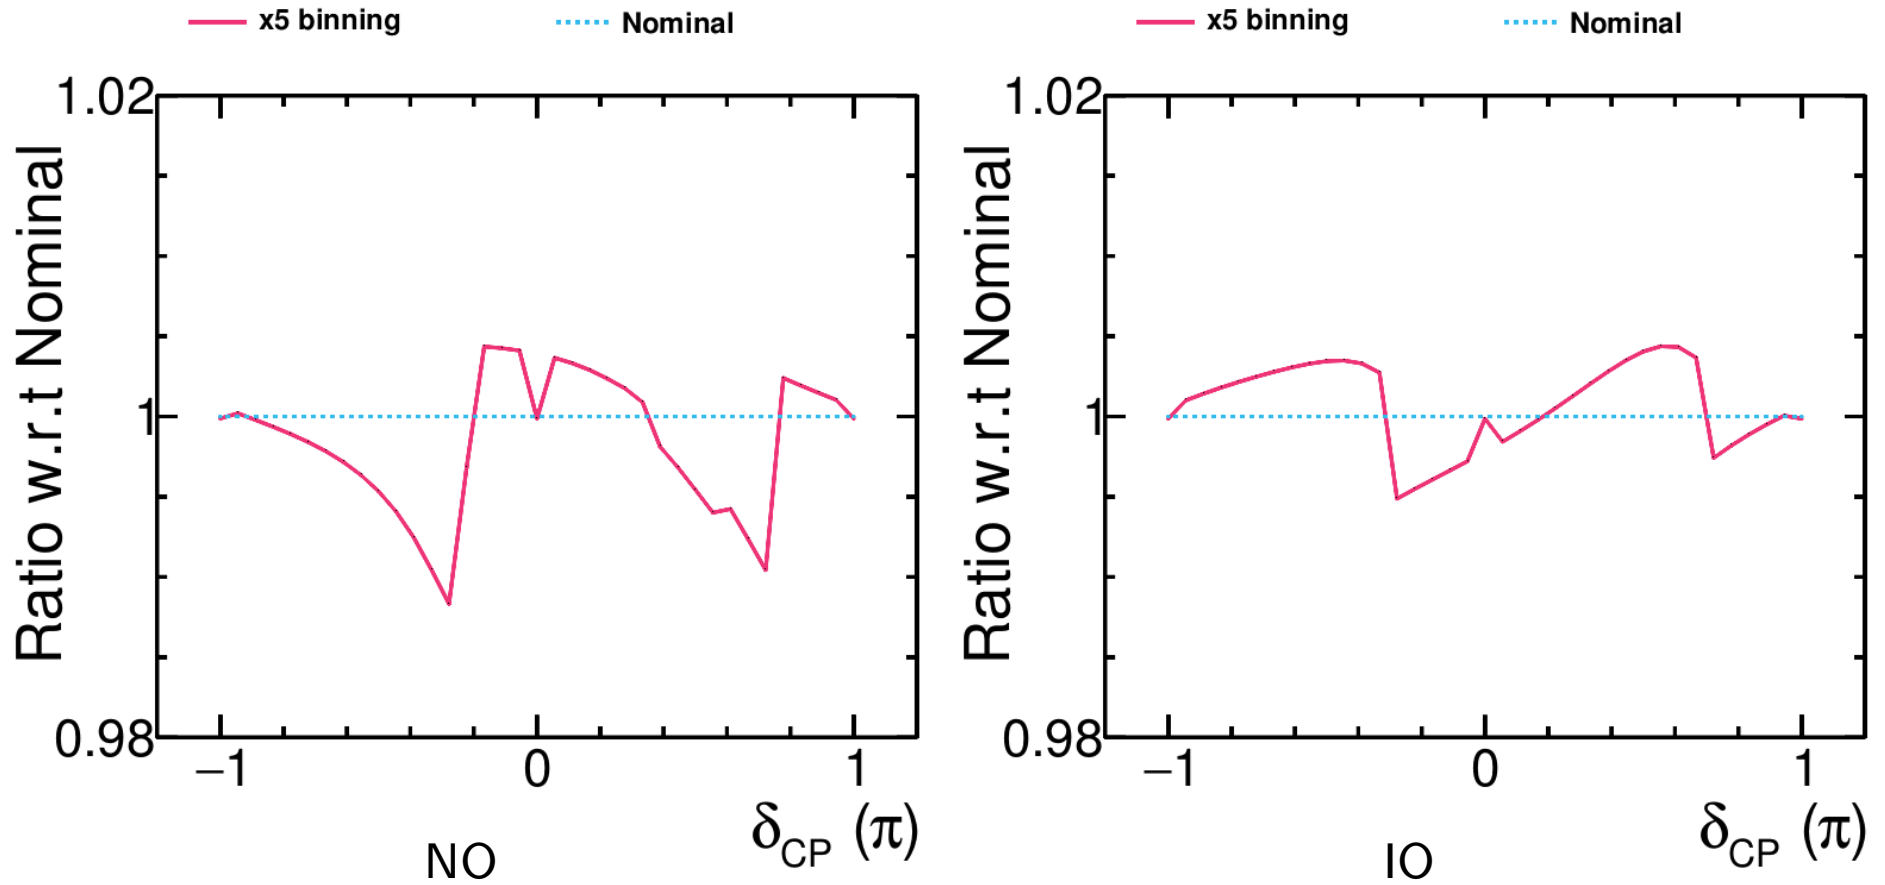 x5 binning
Nominal
1.02
1
0.98
Ratio w.r.t Nominal
−1
0
1
δCP (π)
NO
x5 binning
Nominal
1.02
1
0.98
Ratio w.r.t Nominal
−1
0
1
δCP (π)
IO